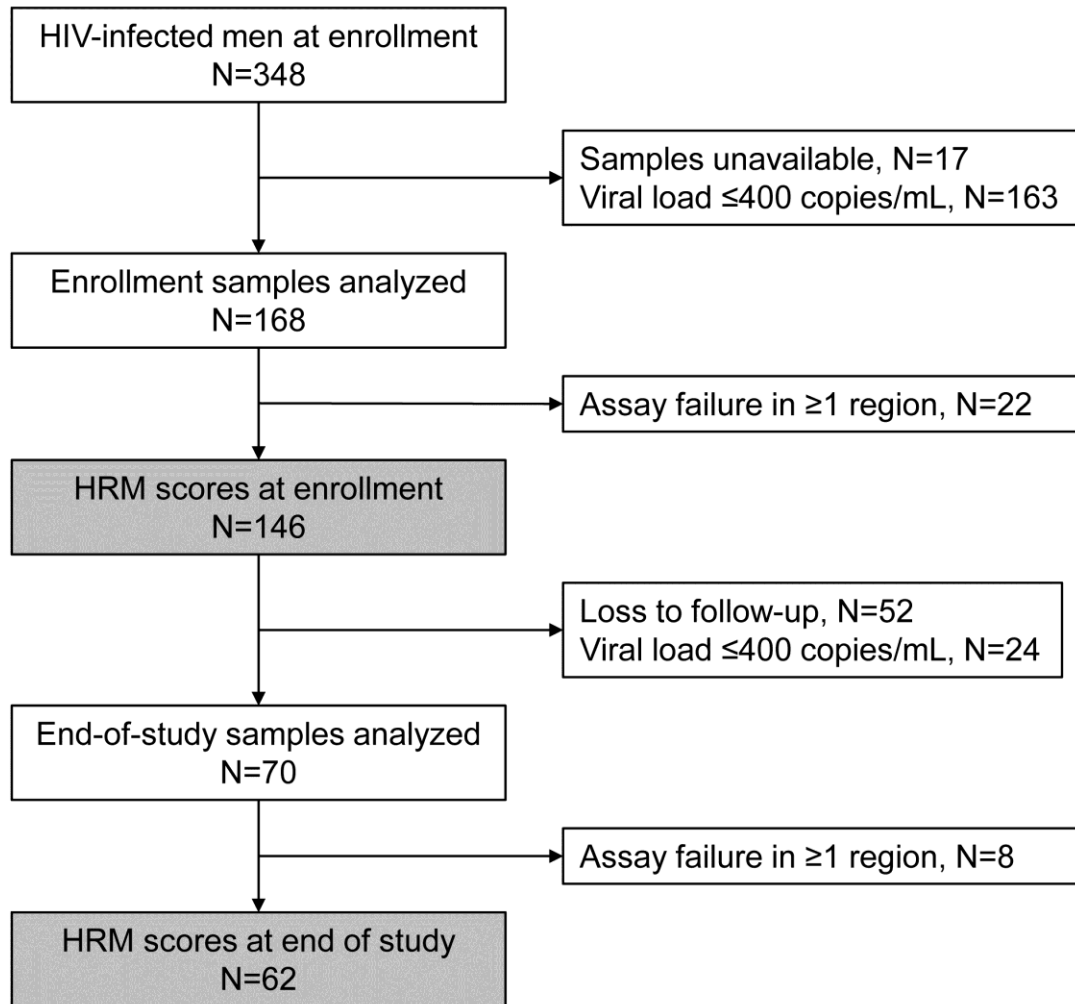 HIV-infected men at enrollment
N=348
Samples unavailable, N=17
Viral load ≤400 copies/mL, N=163
Enrollment samples analyzed
N=168
Assay failure in ≥1 region, N=22
HRM scores at enrollment
N=146
Loss to follow-up, N=52
Viral load ≤400 copies/mL, N=24
End-of-study samples analyzed
N=70
Assay failure in ≥1 region, N=8
HRM scores at end of study
N=62